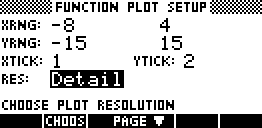 FUNCTION PLOT SETUP
XRNG: -8 4
YRNG: -15 15
XTICK: 1 YTICK: 2
RES: Detail
CHOOSE PLOT RESOLUTION
CHOOS PAGE ▼